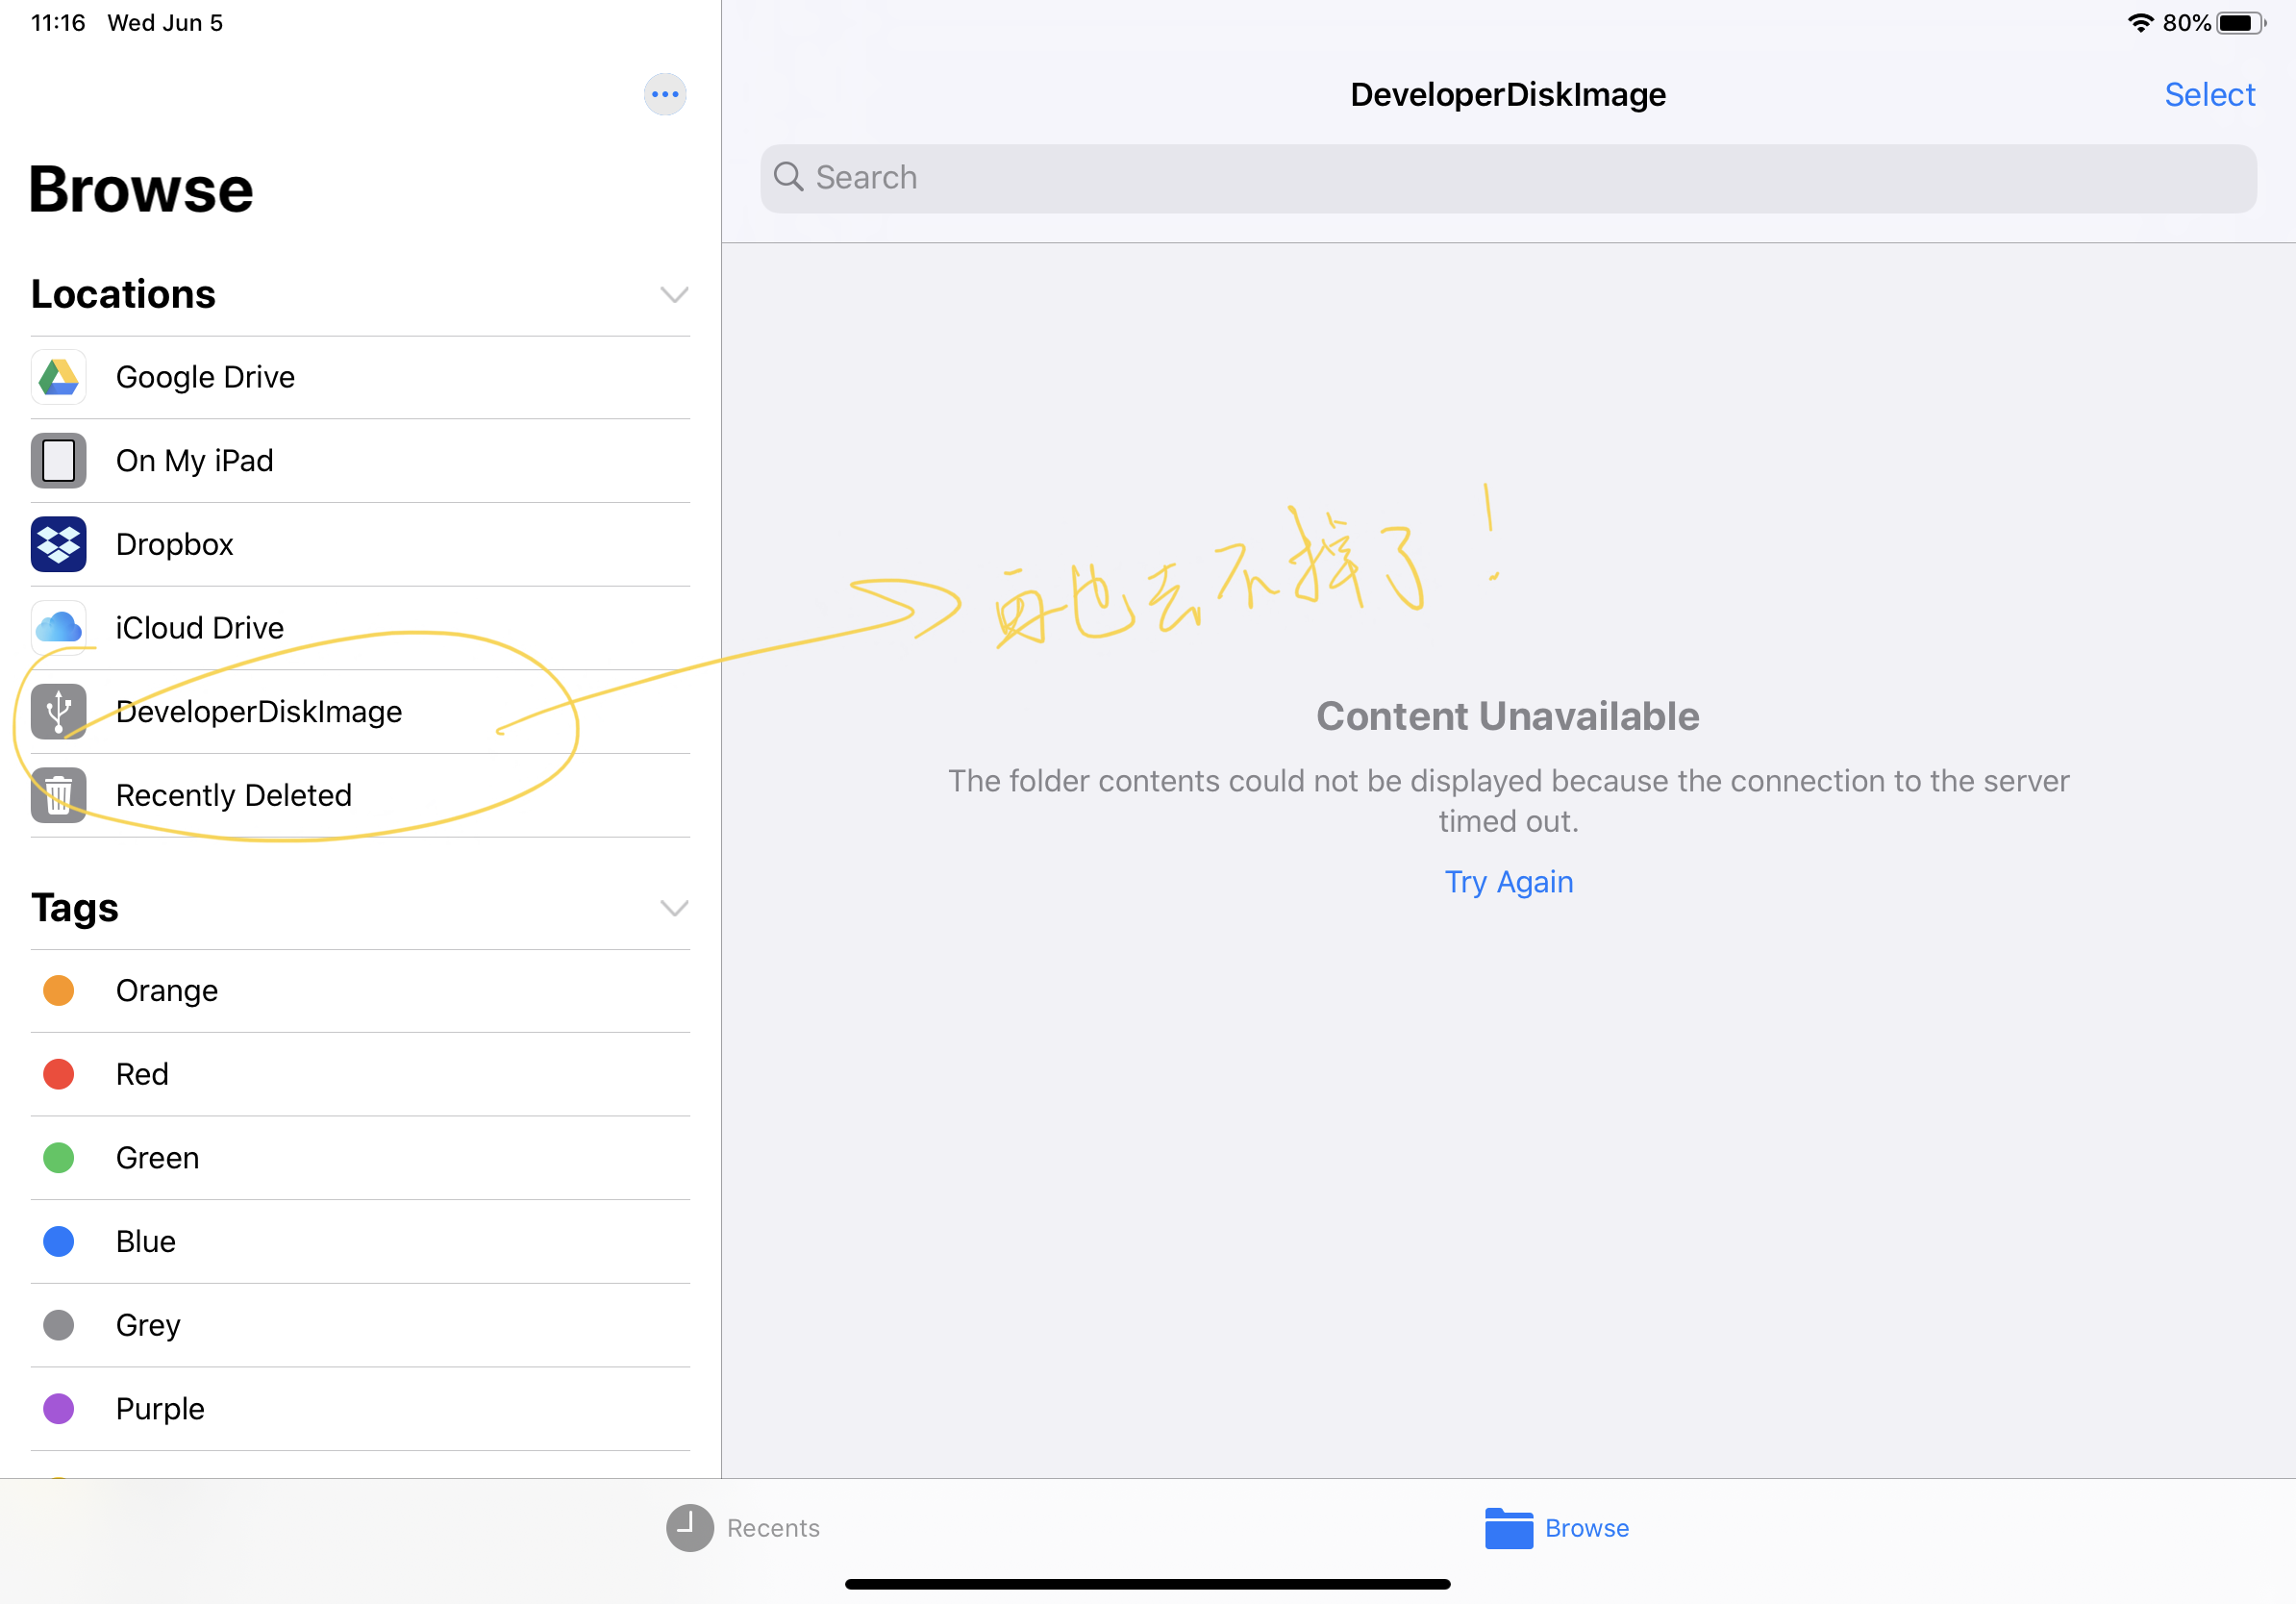 11:16 Wed Jun 5
80%
Browse
Locations
Google Drive
On My iPad
Dropbox
iCloud Drive
DeveloperDiskImage
Recently Deleted
Tags
Orange
Red
Green
Blue
Grey
Purple
DeveloperDiskImage
Select
Search
再也去不掉了!
Content Unavailable
The folder contents could not be displayed because the connection to the server
timed out.
Try Again
Recents
Browse